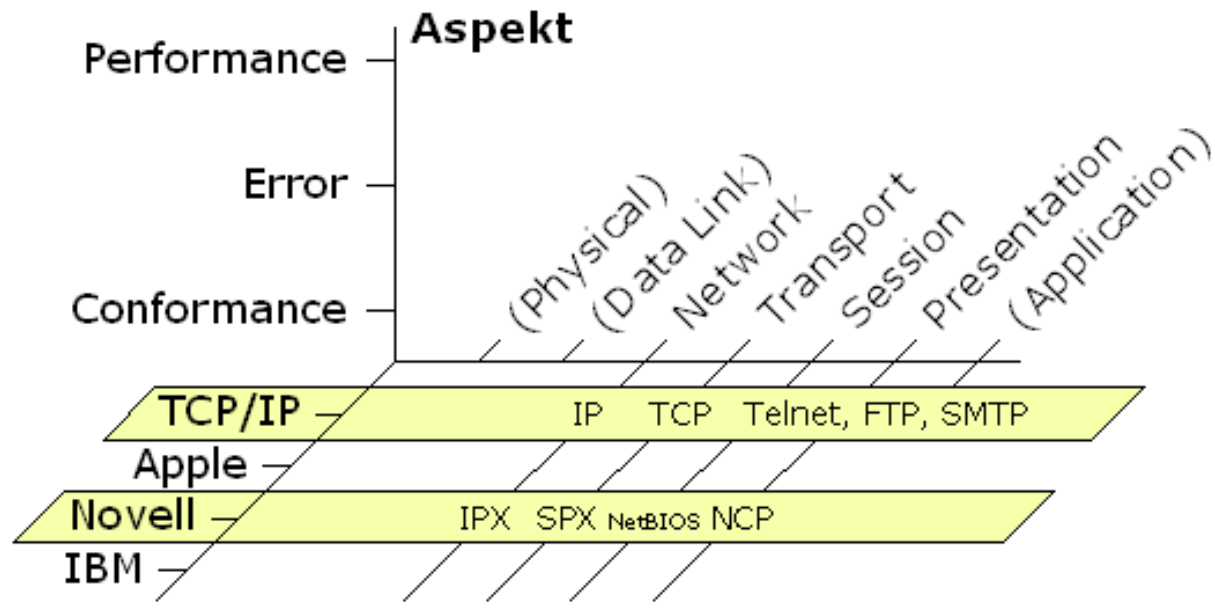 Aspekt
Performance
Error
Conformance
(Physical)
(Data Link)
Network
Transport
Session
Presentation
(Application)
TCP/IP IP TCP Telnet, FTP, SMTP
Apple
Novell IPX SPX NetBIOS NCP
IBM